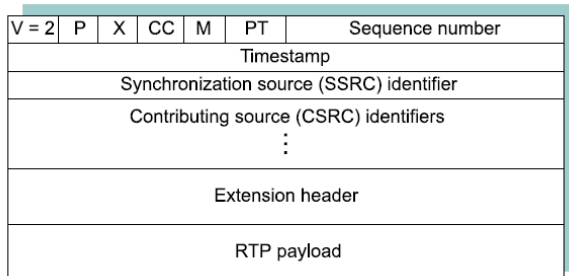 V = 2 P X CC M PT Sequence number
Timestamp
Synchronization source (SSRC) identifier
Contributing source (CSRC) identifiers
⋮
Extension header
RTP payload